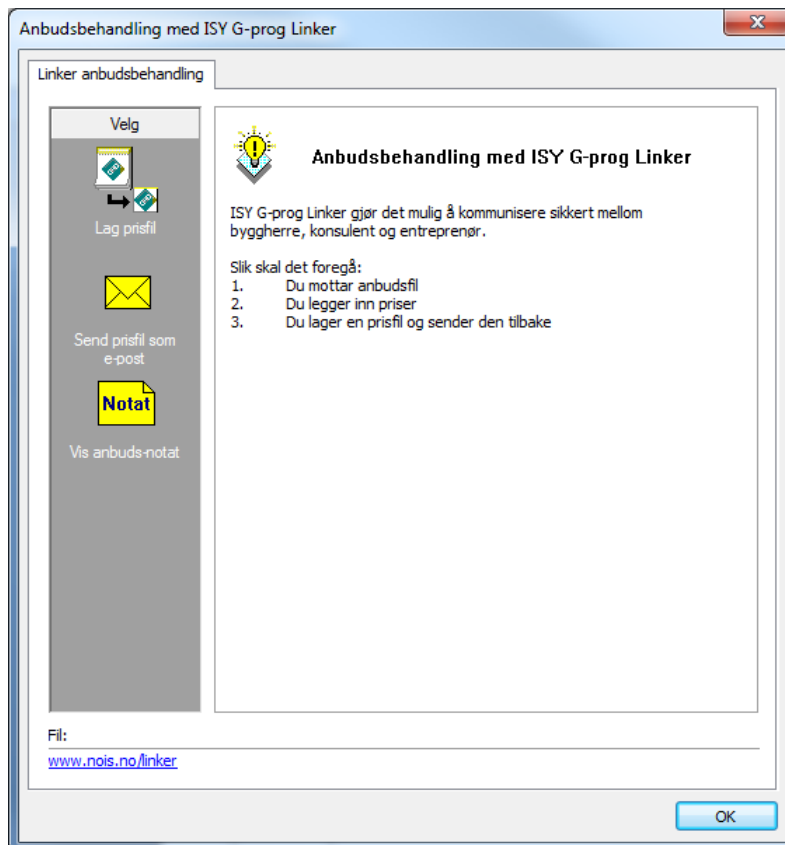 Anbudsbehandling med ISY G-prog Linker
Linker anbudsbehandling
Velg
Lag prisfil
Send prisfil som
e-post
Notat
Vis anbuds-notat
Anbudsbehandling med ISY G-prog Linker
ISY G-prog Linker gjør det mulig å kommunisere sikkert mellom
byggherre, konsulent og entreprenør.
Slik skal det foregå:
1. Du mottar anbudsfil
2. Du legger inn priser
3. Du lager en prisfil og sender den tilbake
Fil:
www.nois.no/linker
OK